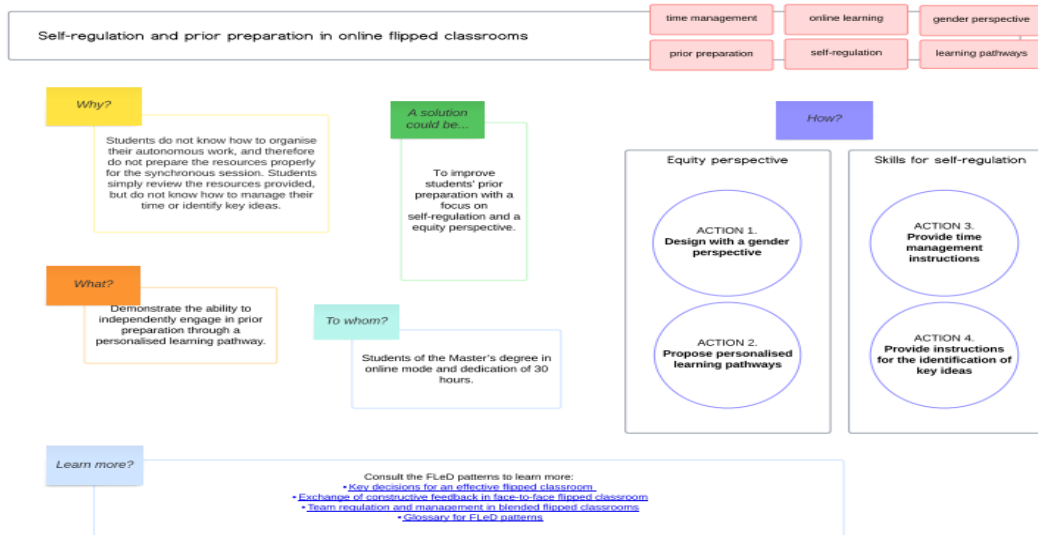 Self-regulation and prior preparation in online flipped classrooms
time management
online learning
gender perspective
prior preparation
self-regulation
learning pathways
Why?
Students do not know how to organise
their autonomous work, and therefore
do not prepare the resources properly
for the synchronous session. Students
simply review the resources provided,
but do not know how to manage their
time or identify key ideas.
A solution
could be...
To improve
students' prior
preparation with a
focus on
self-regulation and a
equity perspective.
What?
Demonstrate the ability to
independently engage in prior
preparation through a
personalised learning pathway.
To whom?
Students of the Master's degree in
online mode and dedication of 30
hours.
How?
Equity perspective
ACTION 1.
Design with a gender
perspective
ACTION 2.
Propose personalised
learning pathways
Skills for self-regulation
ACTION 3.
Provide time
management
instructions
ACTION 4.
Provide instructions
for the identification of
key ideas
Learn more?
Consult the FLeD patterns to learn more:
• Key decisions for an effective flipped classroom
• Exchange of constructive feedback in face-to-face flipped classroom
• Team regulation and management in blended flipped classrooms
• Glossary for FLeD patterns